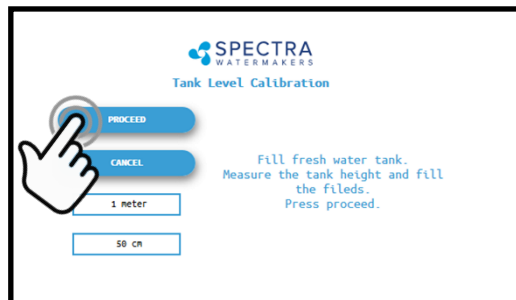 SPECTRA
WATERMAKERS
Tank Level Calibration
PROCEED
CANCEL
1 meter
50 cm
Fill fresh water tank.
Measure the tank height and fill
the fileds.
Press proceed.